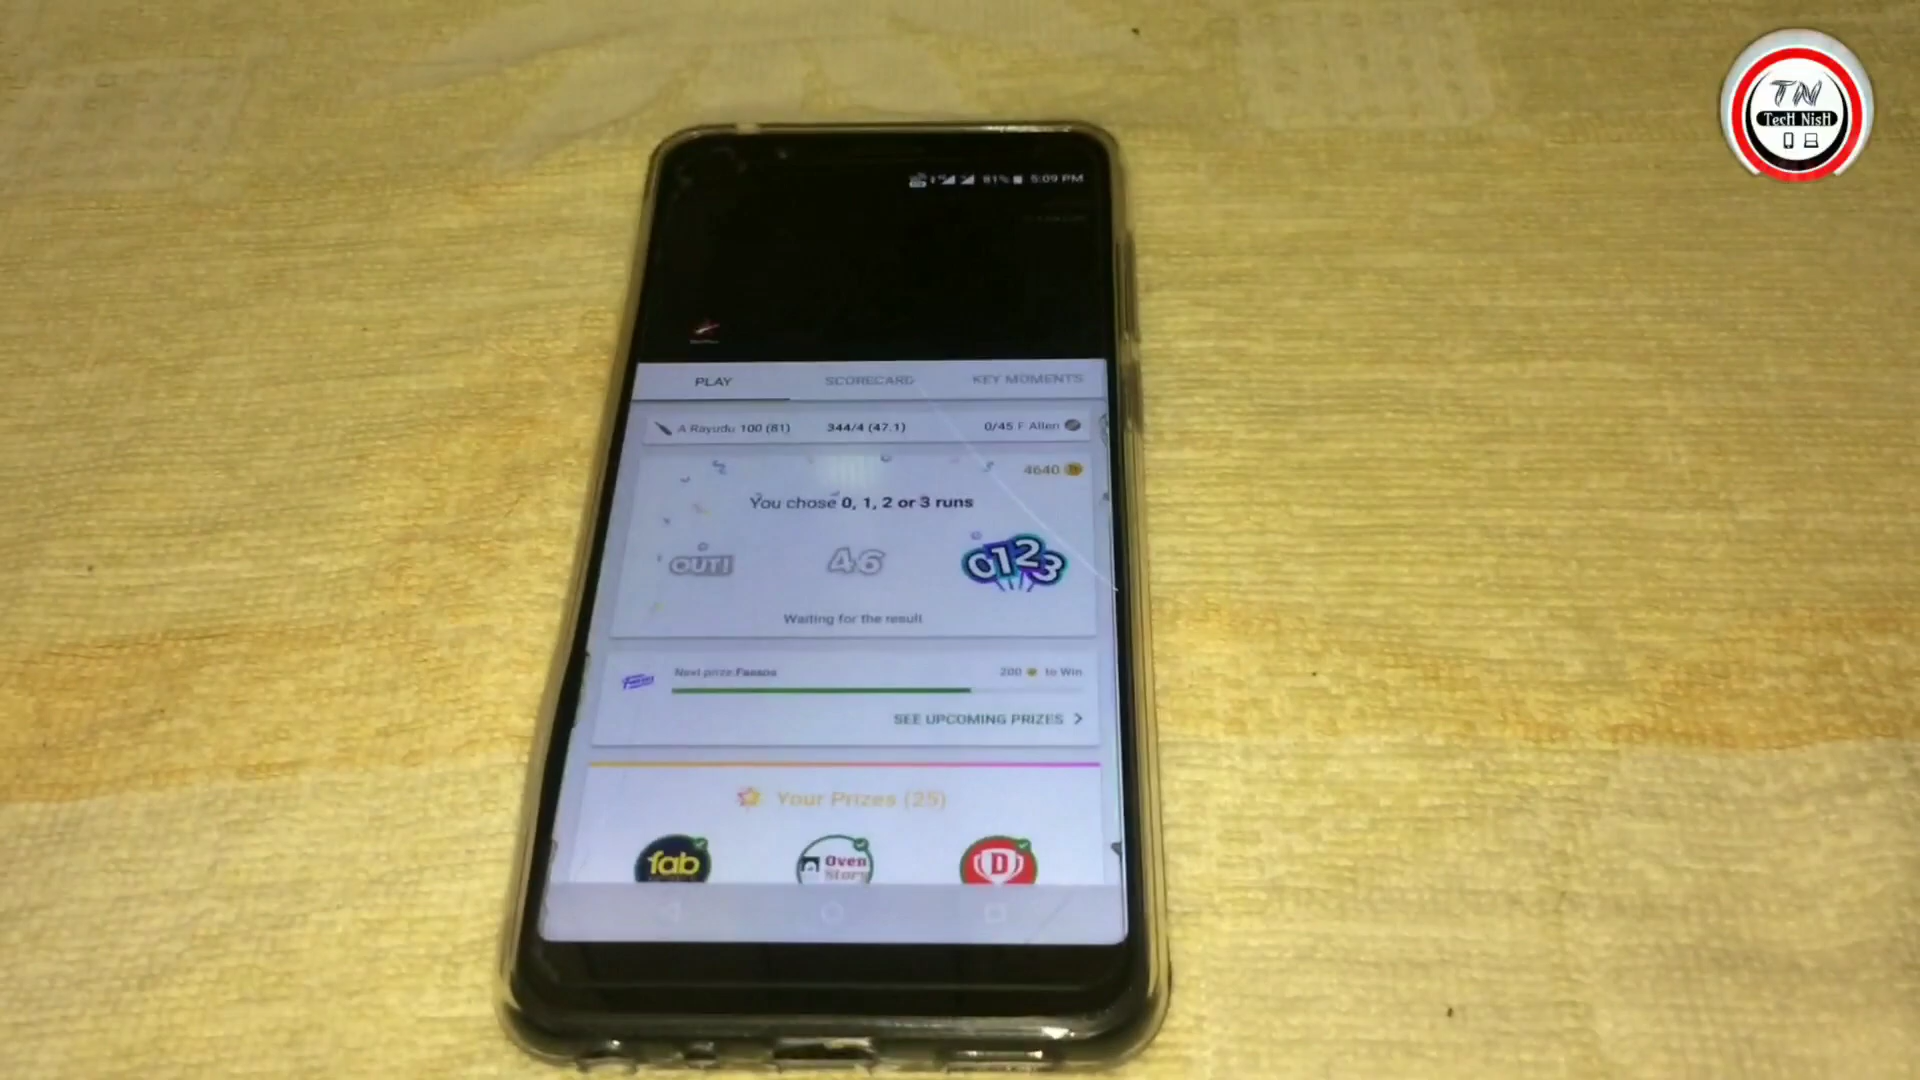 TN
TecH NisH
81% 5:09 PM
PLAY SCORECARD KEY MOMENTS
A Rayudu 100 (81) 344/4 (47.1) 0/45 F Allen
4640
You chose 0, 1, 2 or 3 runs
OUT! 46 0123
Waiting for the result
Next prize: Faasos 200 to Win
SEE UPCOMING PRIZES >
Your Prizes (25)
fab Oven Story D